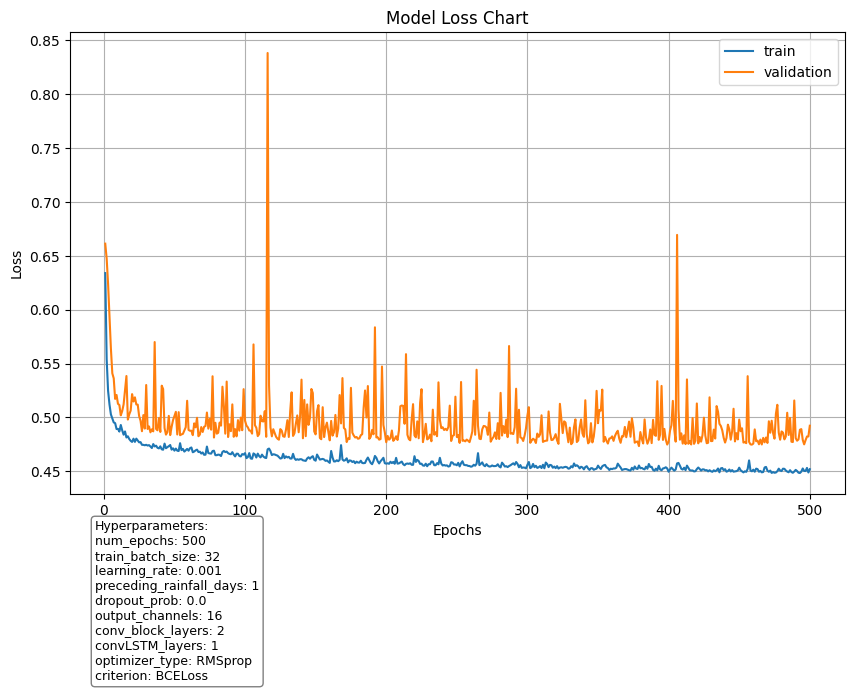 Model Loss Chart
train
validation
0.85
0.80
0.75
0.70
0.65
0.60
0.55
0.50
0.45
Loss
0 100 200 300 400 500
Epochs
Hyperparameters:
num_epochs: 500
train_batch_size: 32
learning_rate: 0.001
preceding_rainfall_days: 1
dropout_prob: 0.0
output_channels: 16
conv_block_layers: 2
convLSTM_layers: 1
optimizer_type: RMSprop
criterion: BCELoss